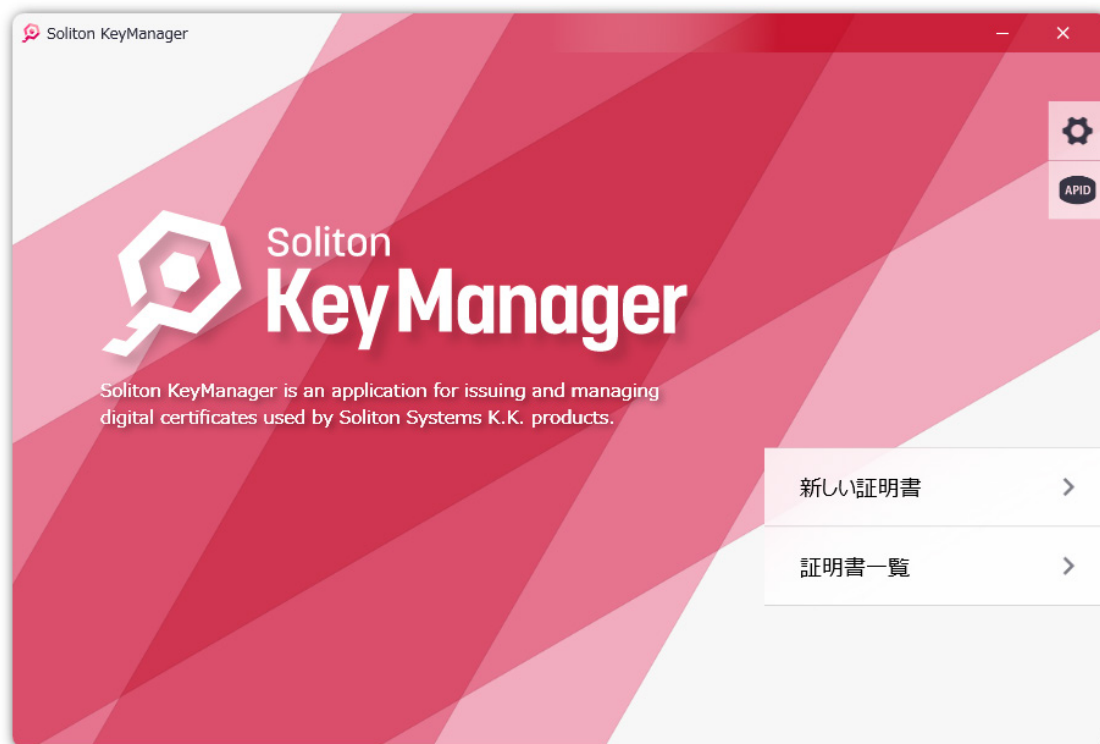 Soliton KeyManager
APID
Soliton
KeyManager
Soliton KeyManager is an application for issuing and managing
digital certificates used by Soliton Systems K.K. products.
新しい証明書
証明書一覧